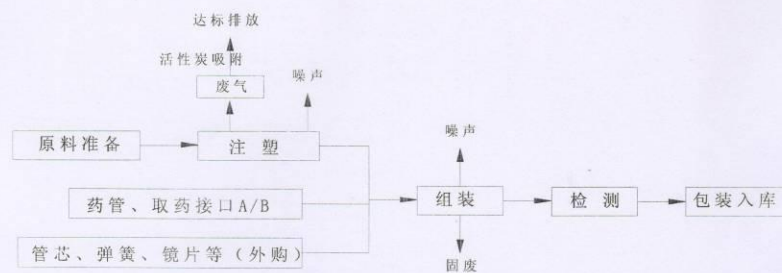 达标排放
活性炭吸附
废气
噪声
原料准备
注塑
噪声
药管、取药接口A/B
组装
检测
包装入库
管芯、弹簧、镜片等（外购）
固废